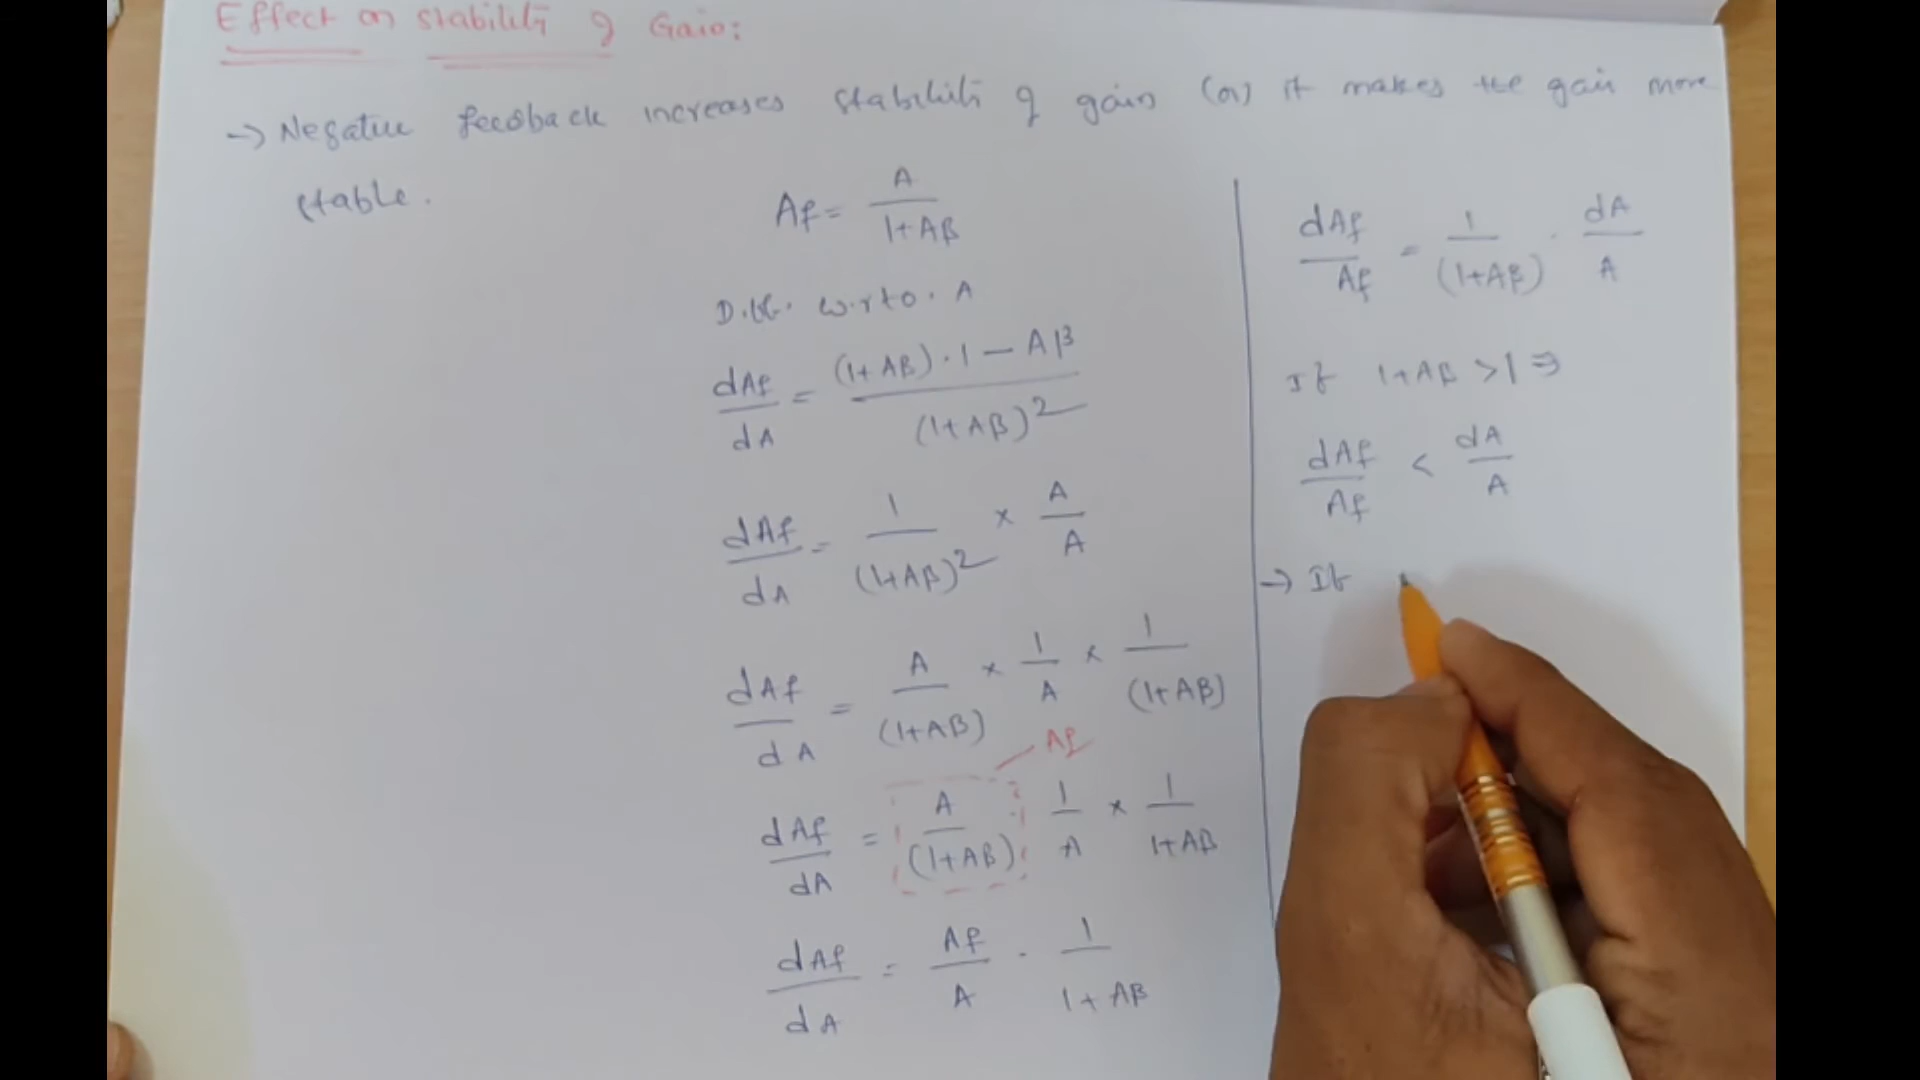 Effect on stability of Gain:
→ Negative feedback increases stability of gain (or) it makes the gain more
stable.
Af = A / 1+Aβ
Diff. w.r.to. A
dAf / dA = (1+Aβ).1 − Aβ / (1+Aβ)²
dAf / dA = 1 / (1+Aβ)² × A / A
dAf / dA = A / (1+Aβ) × 1 / A × 1 / (1+Aβ)
Af
dAf / dA = A / (1+Aβ) . 1 / A × 1 / 1+Aβ
dAf / dA = Af / A . 1 / 1+Aβ
dAf / Af = 1 / (1+Aβ) . dA / A
If 1+Aβ >1 ⇒
dAf / Af < dA / A
→ If